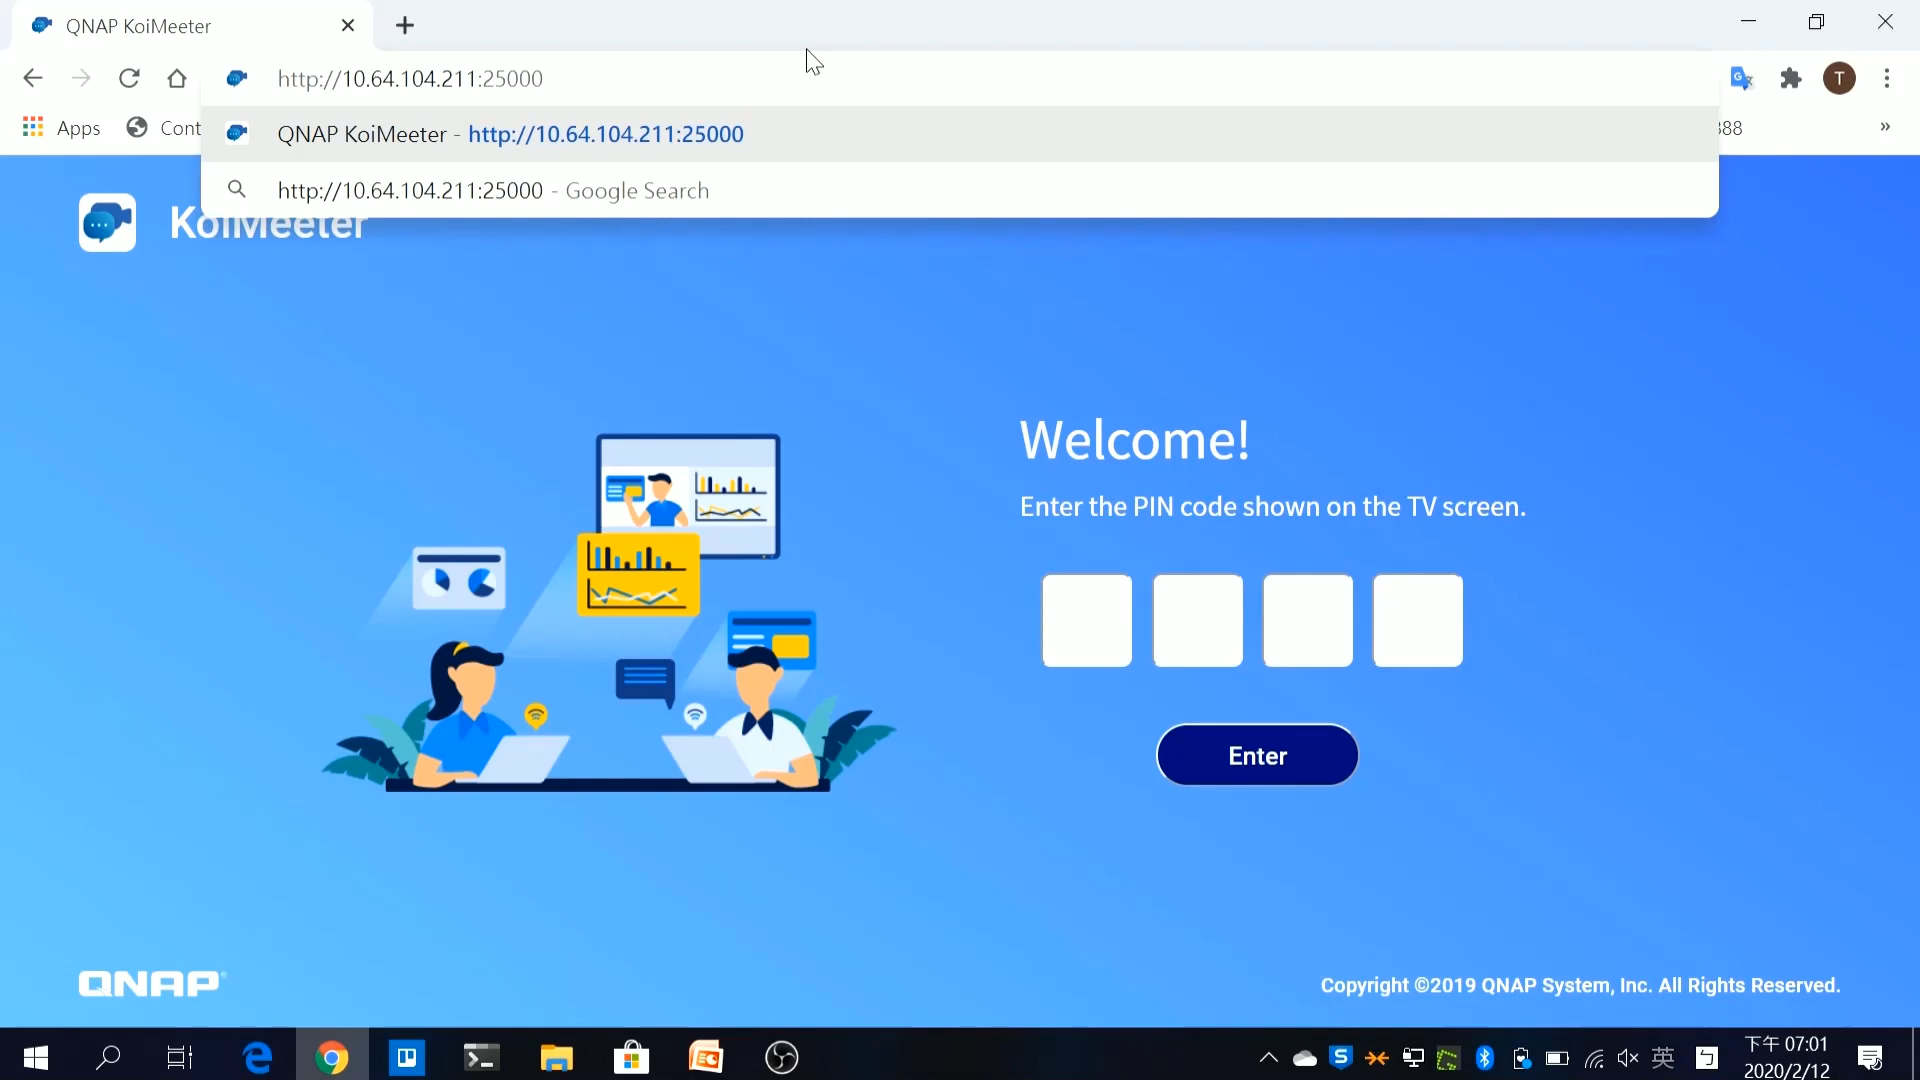 QNAP KoiMeeter
http://10.64.104.211:25000
Apps
Cont
388
QNAP KoiMeeter - http://10.64.104.211:25000
http://10.64.104.211:25000 - Google Search
KoiMeeter
Welcome!
Enter the PIN code shown on the TV screen.
Enter
QNAP
Copyright ©2019 QNAP System, Inc. All Rights Reserved.
英
下午 07:01
2020/2/12